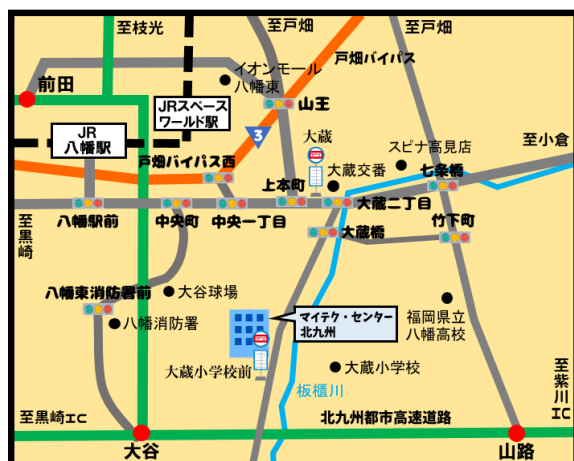 至枝光
至戸畑
至戸畑
戸畑バイパス
イオンモール
八幡東
前田
山王
JRスペース
ワールド駅
JR
八幡駅
3
大蔵
スピナ高見店
至小倉
戸畑バイパス西
大蔵交番
七条橋
上本町
八幡駅前
中央町
中央一丁目
大蔵二丁目
至黒崎
大蔵橋
竹下町
八幡東消防署前
大谷球場
八幡消防署
マイテク・センター
北九州
福岡県立
八幡高校
大蔵小学校前
大蔵小学校
板櫃川
至黒崎IC
北九州都市高速道路
至紫川IC
大谷
山路